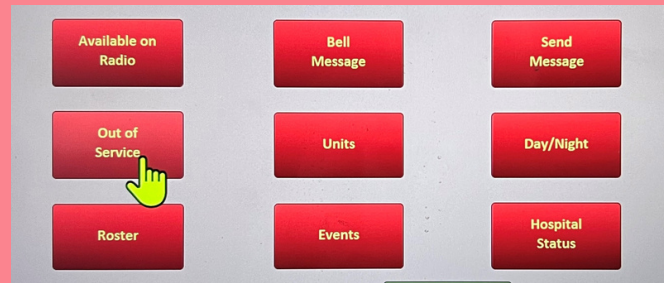 Available on
Radio
Bell
Message
Send
Message
Out of
Service
Units
Day/Night
Roster
Events
Hospital
Status